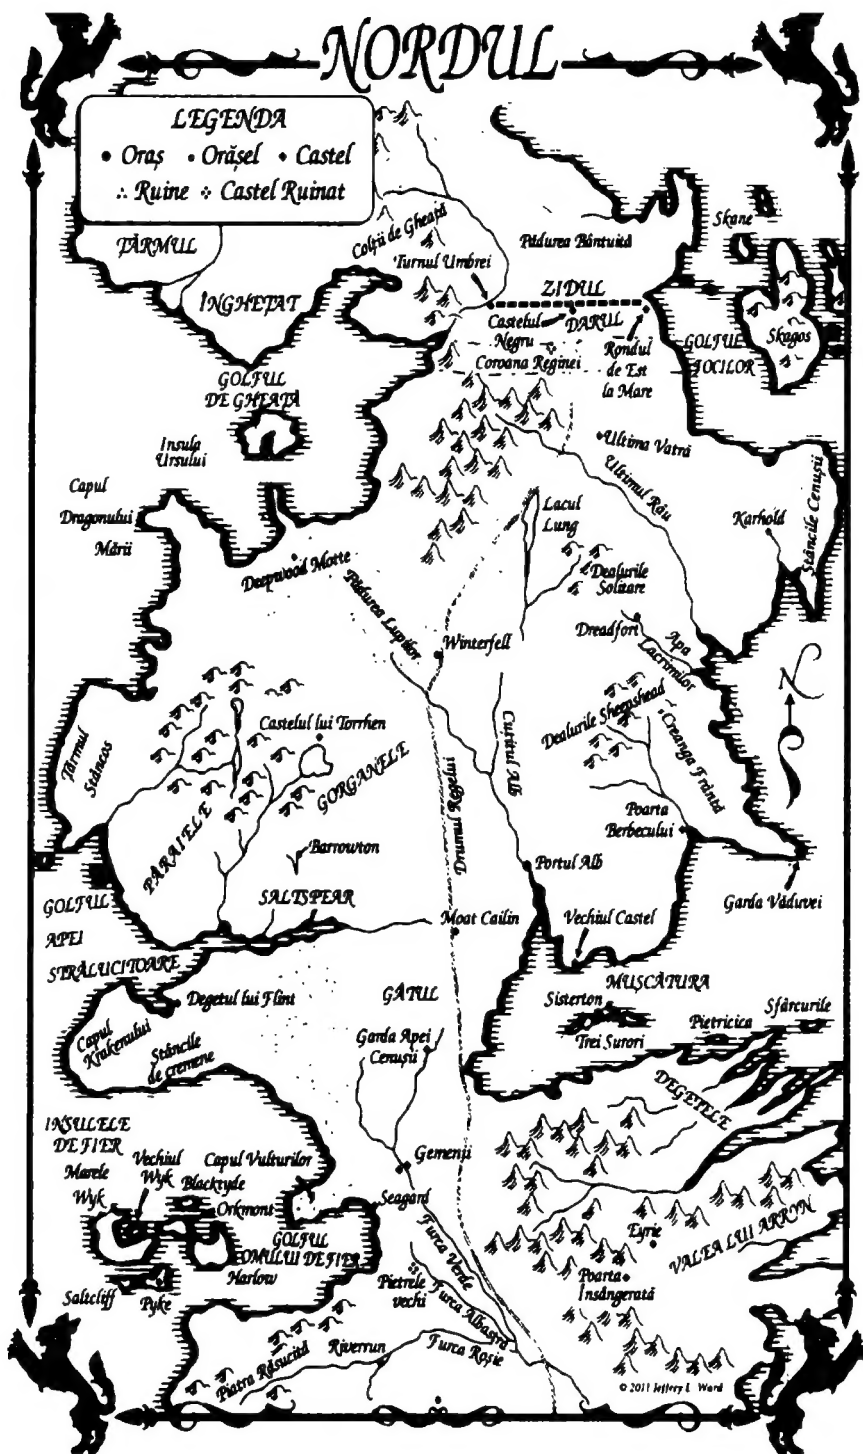 NORDUL
LEGENDA
Oraș Orășel Castel
Ruine Castel Ruinat
ȚĂRMUL
ÎNGHEȚAT
Colții de Gheață
Turnul Umbrei
Pădurea Bântuită
Skane
ZIDUL
Castelul
Negru
DARUL
Coroana Reginei
Rondul
de Est
la Mare
GOLFUL
FOCILOR
Skagos
GOLFUL
DE GHEAȚĂ
Insula
Ursului
Capul
Dragonului
Mării
Ultima Vatră
Ultimul Râu
Lacul
Lung
Karhold
Stâncile Cenușii
Deepwood Motte
Pădurea Lupilor
Dealurile
Solitare
Winterfell
Dreadfort
Apa
Lacrimilor
Țărmul
Stâncos
Castelul lui Torrhen
GORGANELE
PÂRAIELE
Drumul Regelui
Cuțitul Alb
Dealurile Sheepshead
Creanga Frântă
Poarta
Berbecului
Barrowton
Portul Alb
Garda Văduvei
GOLFUL
APEI
STRĂLUCITOARE
SALTSPEAR
Moat Cailin
Vechiul Castel
MUȘCĂTURA
Degetul lui Flint
GÂTUL
Sisterton
Trei Surori
Pietricica
Sfârcurile
Capul
Krakenului
Stâncile
de cremene
Garda Apei
Cenușii
DEGETELE
INSULELE
DE FIER
Marele
Wyk
Vechiul
Wyk
Blacktyde
Capul Vulturilor
Orkmont
Gemenii
Seagard
GOLFUL
OMULUI DE FIER
Harlow
Saltcliff
Pyke
Pietrele
vechi
Furca Verde
Furca Albastră
Eyrie
VALEA LUI ARRYN
Poarta
Însângerată
Piatra Răsucită
Riverrun
Furca Roșie
© 2011 Jeffery L. Ward